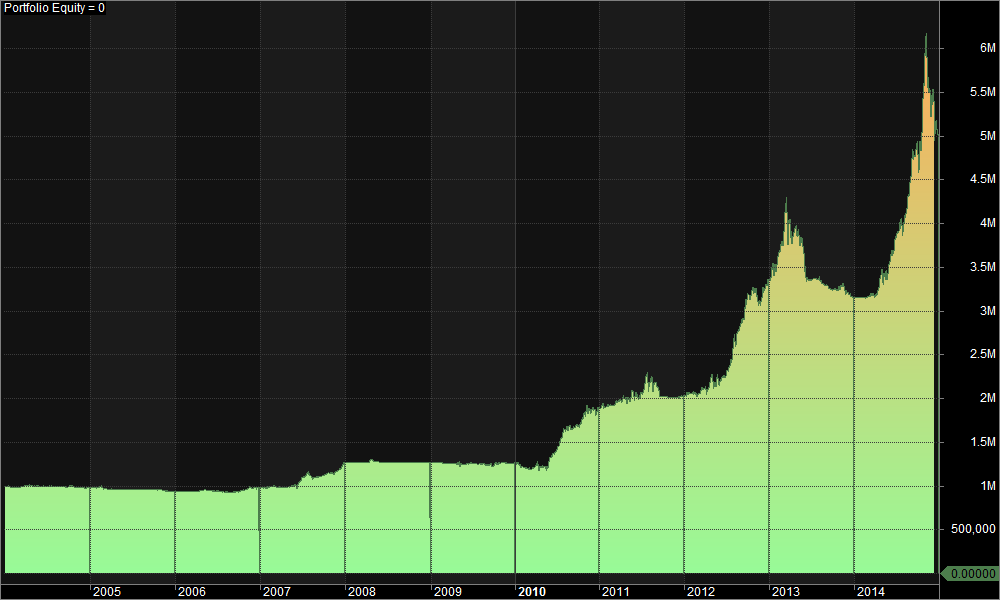 Portfolio Equity = 0
6M
5.5M
5M
4.5M
4M
3.5M
3M
2.5M
2M
1.5M
1M
500,000
0.00000
2005 2006 2007 2008 2009 2010 2011 2012 2013 2014